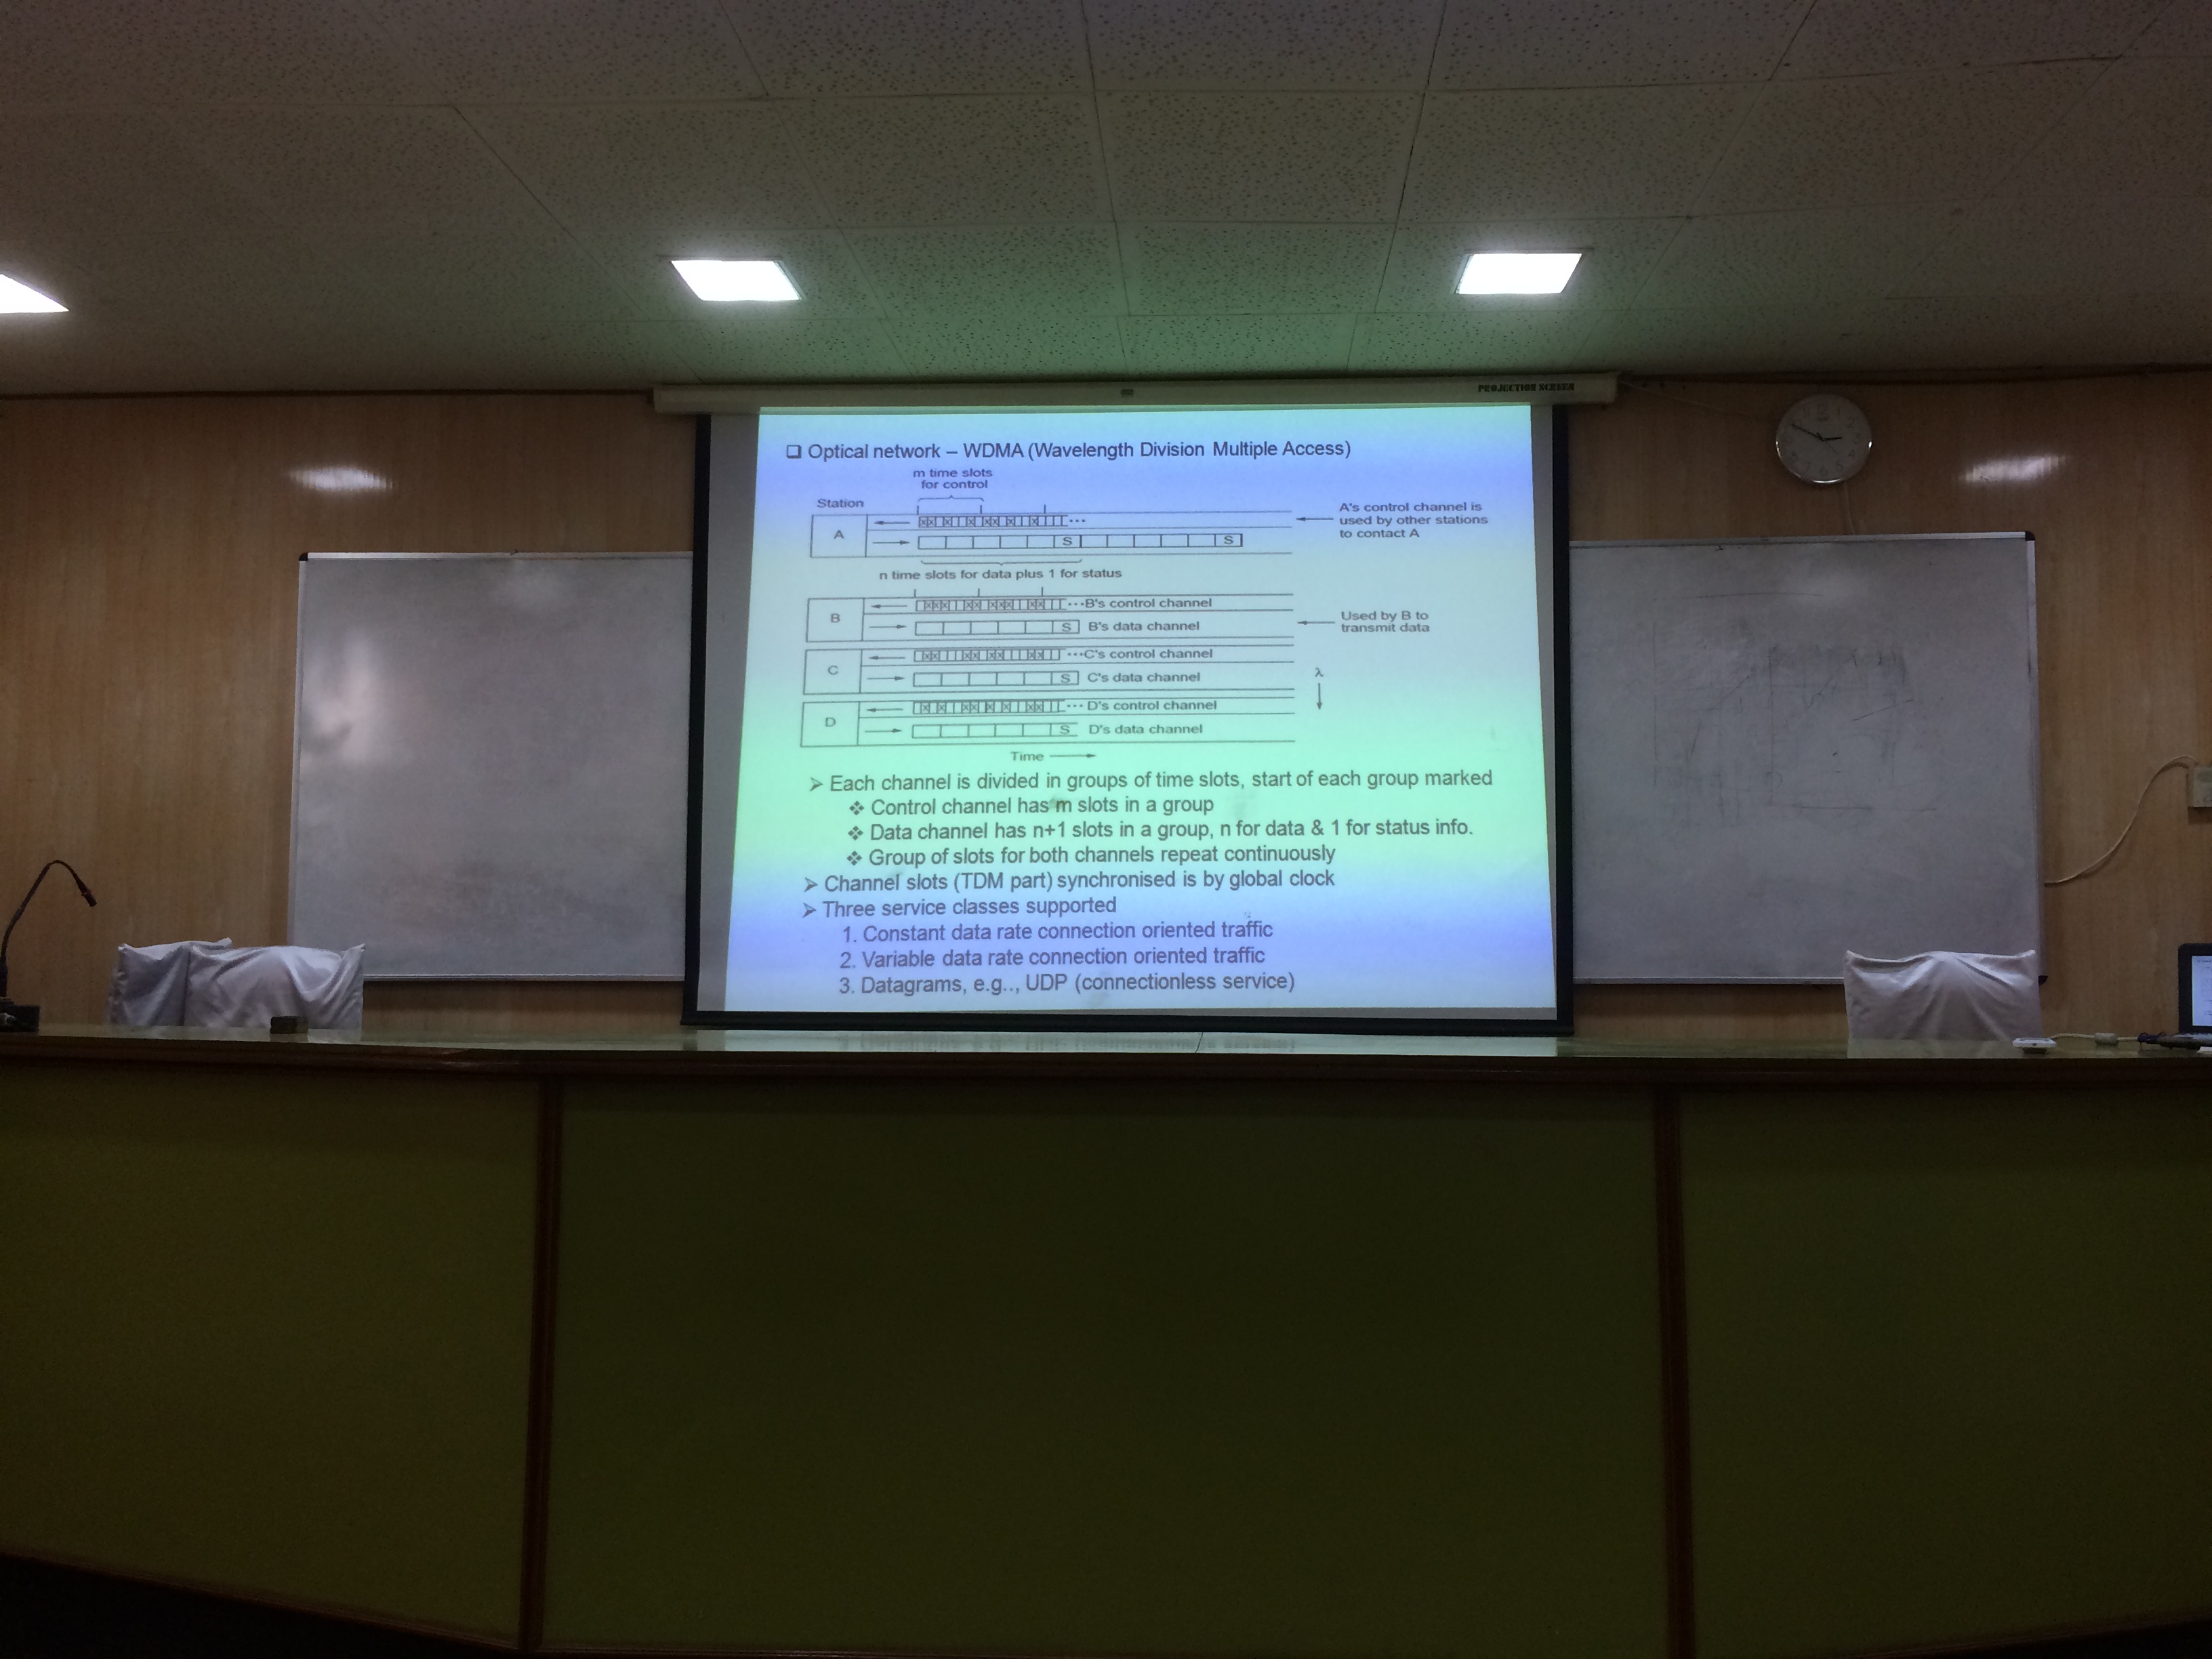 PROJECTION SCREEN
❑ Optical network – WDMA (Wavelength Division Multiple Access)
m time slots
for control
Station
A
S
S
A's control channel is
used by other stations
to contact A
n time slots for data plus 1 for status
B
···B's control channel
S B's data channel
Used by B to
transmit data
C
···C's control channel
S C's data channel
λ
D
··· D's control channel
S D's data channel
Time
➢ Each channel is divided in groups of time slots, start of each group marked
❖ Control channel has m slots in a group
❖ Data channel has n+1 slots in a group, n for data & 1 for status info.
❖ Group of slots for both channels repeat continuously
➢ Channel slots (TDM part) synchronised is by global clock
➢ Three service classes supported
1. Constant data rate connection oriented traffic
2. Variable data rate connection oriented traffic
3. Datagrams, e.g.., UDP (connectionless service)